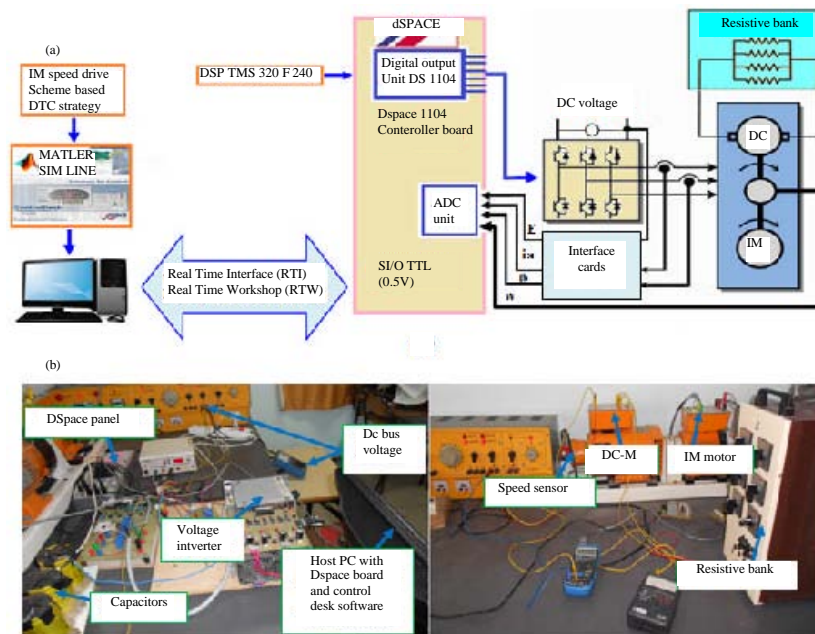 (a)
IM speed drive
Scheme based
DTC strategy
MATLERT
SIM LINE
DSP TMS 320 F 240
dSPACE
Digital output
Unit DS 1104
Dspace 1104
Conteroller board
ADC
unit
SI/O TTL
(0.5V)
Real Time Interface (RTI)
Real Time Workshop (RTW)
DC voltage
Interface
cards
Resistive bank
DC
IM
(b)
DSpace panel
Dc bus
voltage
Voltage
intverter
Host PC with
Dspace board
and control
desk software
Capacitors
DC-M
IM motor
Speed sensor
Resistive bank